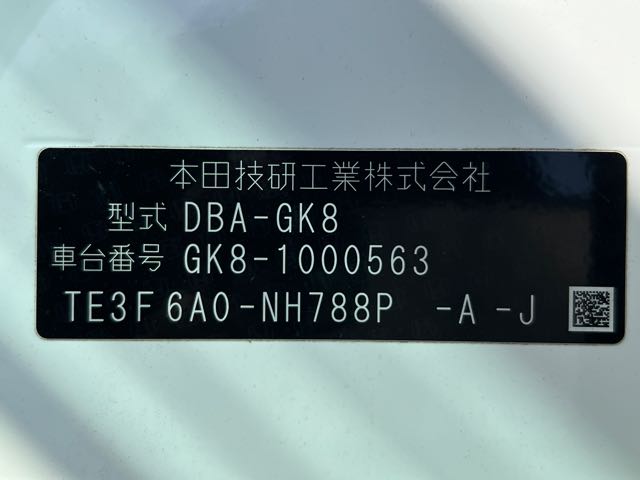 本田技研工業株式会社
型式 DBA-GK8
車台番号 GK8-1000563
TE3F6A0-NH788P -A-J